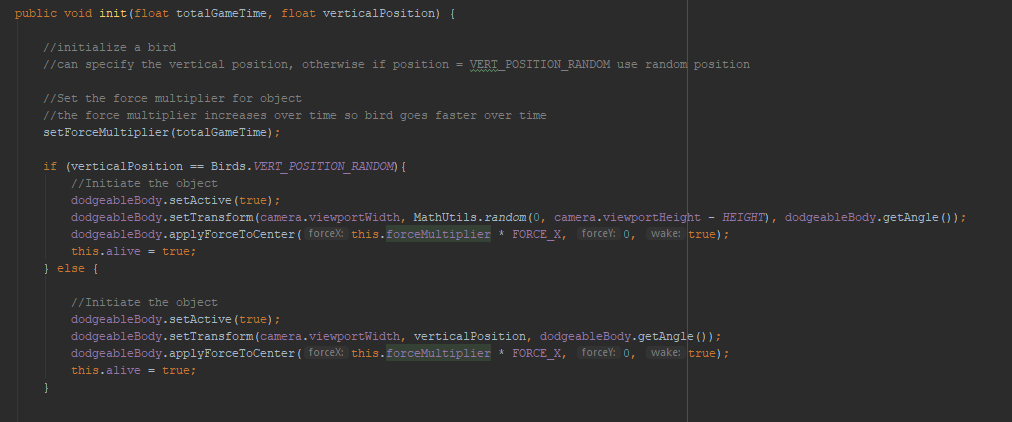 public void init(float totalGameTime, float verticalPosition) {
//initialize a bird
//can specify the vertical position, otherwise if position = VERT_POSITION_RANDOM use random position
//Set the force multiplier for object
//the force multiplier increases over time so bird goes faster over time
setForceMultiplier(totalGameTime);
if (verticalPosition == Birds.VERT_POSITION_RANDOM){
//Initiate the object
dodgeableBody.setActive(true);
dodgeableBody.setTransform(camera.viewportWidth, MathUtils.random(0, camera.viewportHeight - HEIGHT), dodgeableBody.getAngle());
dodgeableBody.applyForceToCenter( forceX: this.forceMultiplier * FORCE_X, forceY: 0, wake: true);
this.alive = true;
} else {
//Initiate the object
dodgeableBody.setActive(true);
dodgeableBody.setTransform(camera.viewportWidth, verticalPosition, dodgeableBody.getAngle());
dodgeableBody.applyForceToCenter( forceX: this.forceMultiplier * FORCE_X, forceY: 0, wake: true);
this.alive = true;
}